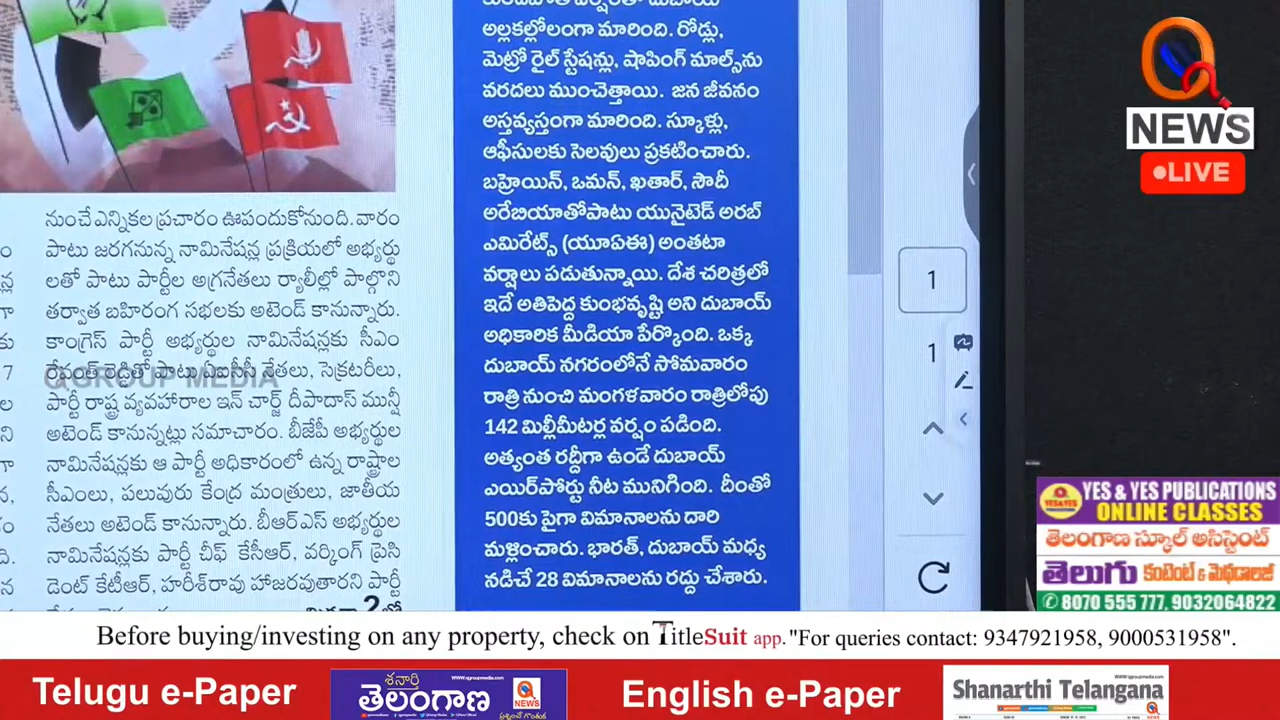 నుంచే ఎన్నికల ప్రచారం ఊపందుకోనుంది. వారం
పాటు జరగనున్న నామినేషన్ల ప్రక్రియలో అభ్యర్థు
లతో పాటు పార్టీల అగ్రనేతలు ర్యాలీల్లో పాల్గొని
తర్వాత బహిరంగ సభలకు అటెండ్ కానున్నారు.
కాంగ్రెస్ పార్టీ అభ్యర్థుల నామినేషన్లకు సీఎం
రేవంత్ రెడ్డితో పాటు ఏఐసీసీ నేతలు, సెక్రటరీలు,
పార్టీ రాష్ట్ర వ్యవహారాల ఇన్ చార్జ్ దీపాదాస్ మున్షీ
అటెండ్ కానున్నట్లు సమాచారం. బీజేపీ అభ్యర్థుల
నామినేషన్లకు ఆ పార్టీ అధికారంలో ఉన్న రాష్ట్రాల
సీఎంలు, పలువురు కేంద్ర మంత్రులు, జాతీయ
నేతలు అటెండ్ కానున్నారు. బీఆర్ఎస్ అభ్యర్థుల
నామినేషన్లకు పార్టీ చీఫ్ కేసీఆర్, వర్కింగ్ ప్రెసి
డెంట్ కేటీఆర్, హరీశ్‌రావు హాజరవుతారని పార్టీ
QGROUP MEDIA
అల్లకల్లోలంగా మారింది. రోడ్లు,
మెట్రో రైల్ స్టేషన్లు, షాపింగ్ మాల్స్‌ను
వరదలు ముంచెత్తాయి. జన జీవనం
అస్తవ్యస్తంగా మారింది. స్కూళ్లు,
ఆఫీసులకు సెలవులు ప్రకటించారు.
బహ్రెయిన్, ఒమన్, ఖతార్, సౌదీ
అరేబియాతోపాటు యునైటెడ్ అరబ్
ఎమిరేట్స్ (యూఏఈ) అంతటా
వర్షాలు పడుతున్నాయి. దేశ చరిత్రలో
ఇదే అతిపెద్ద కుంభవృష్టి అని దుబాయ్
అధికారిక మీడియా పేర్కొంది. ఒక్క
దుబాయ్ నగరంలోనే సోమవారం
రాత్రి నుంచి మంగళవారం రాత్రిలోపు
142 మిల్లీమీటర్ల వర్షం పడింది.
అత్యంత రద్దీగా ఉండే దుబాయ్
ఎయిర్‌పోర్టు నీట మునిగింది. దీంతో
500కు పైగా విమానాలను దారి
మళ్లించారు. భారత్, దుబాయ్ మధ్య
నడిచే 28 విమానాలను రద్దు చేశారు.
1
1
Q
NEWS
LIVE
YES & YES PUBLICATIONS
ONLINE CLASSES
తెలంగాణ స్కూల్ అసిస్టెంట్
తెలుగు కంటెంట్ & మెథడాలజీ
8070 555 777, 9032064822
Before buying/investing on any property, check on TitleSuit app. "For queries contact: 9347921958, 9000531958".
Telugu e-Paper
శనార్తి
తెలంగాణ
NEWS
English e-Paper
Shanarthi Telangana